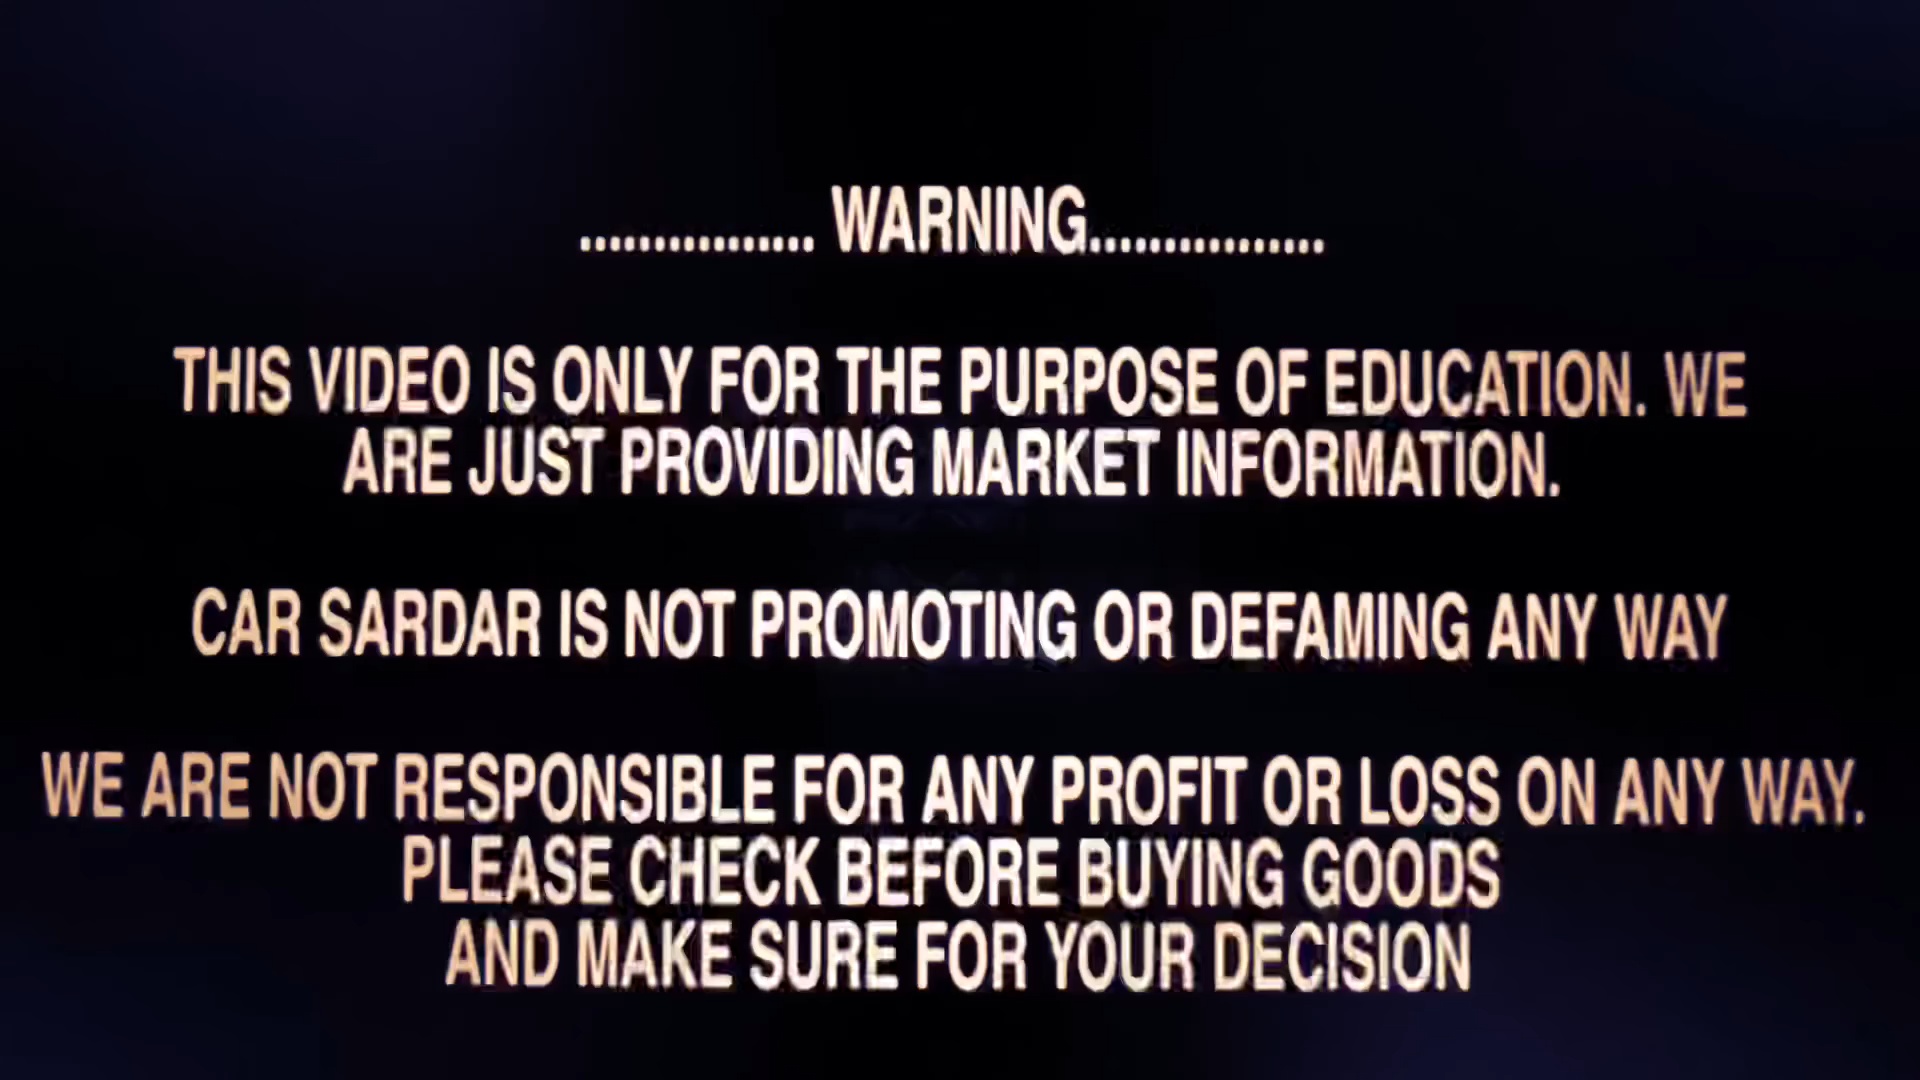 ................ WARNING................
THIS VIDEO IS ONLY FOR THE PURPOSE OF EDUCATION. WE
ARE JUST PROVIDING MARKET INFORMATION.
CAR SARDAR IS NOT PROMOTING OR DEFAMING ANY WAY
WE ARE NOT RESPONSIBLE FOR ANY PROFIT OR LOSS ON ANY WAY.
PLEASE CHECK BEFORE BUYING GOODS
AND MAKE SURE FOR YOUR DECISION